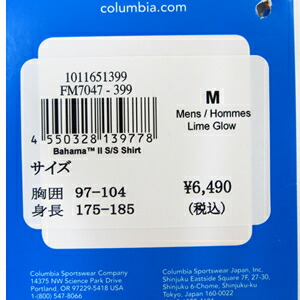 columbia.com
1011651399
FM7047 - 399
4 550328 139778
Bahama™ II S/S Shirt
M
Mens / Hommes
Lime Glow
サイズ
胸囲 97-104
身長 175-185
¥6,490
(税込)
Columbia Sportswear Company
14375 NW Science Park Drive
Portland, OR 97229-5418 USA
1-(800) 547-8066
Columbia Sportswear Japan, Inc.
Shinjuku Eastside Square 7F, 27-30,
Shinjuku 6-Chome, Shinjuku-ku
Tokyo, Japan 160-0022